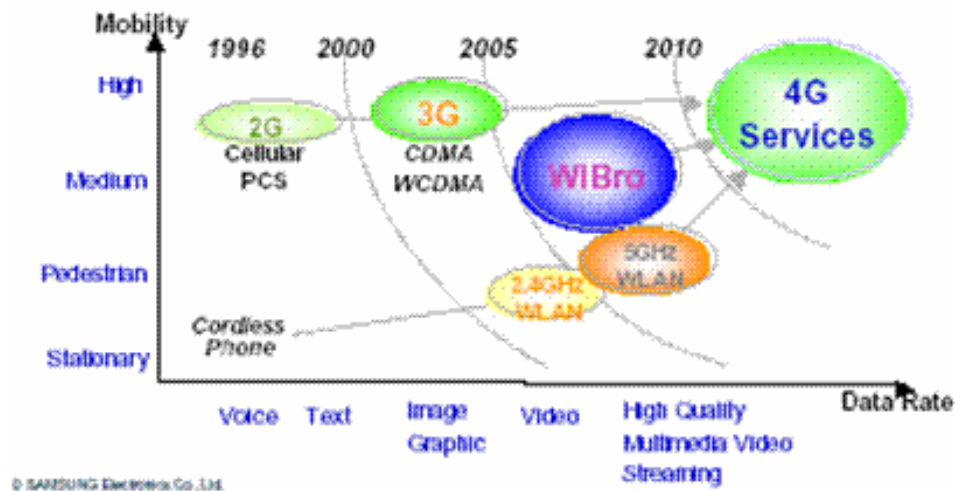 Mobility
1996 2000 2005 2010
High
Medium
Pedestrian
Stationary
2G
Cellular
PCS
3G
CDMA
WCDMA
WiBro
4G
Services
5GHz
WLAN
2.4GHz
WLAN
Cordless
Phone
Data Rate
Voice
Text
Image
Graphic
Video
High Quality
Multimedia Video
Streaming
© SAMSUNG Electronics Co., Ltd.